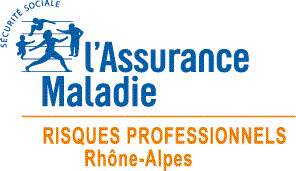 SÉCURITÉ SOCIALE
l'Assurance
Maladie
RISQUES PROFESSIONNELS
Rhône-Alpes